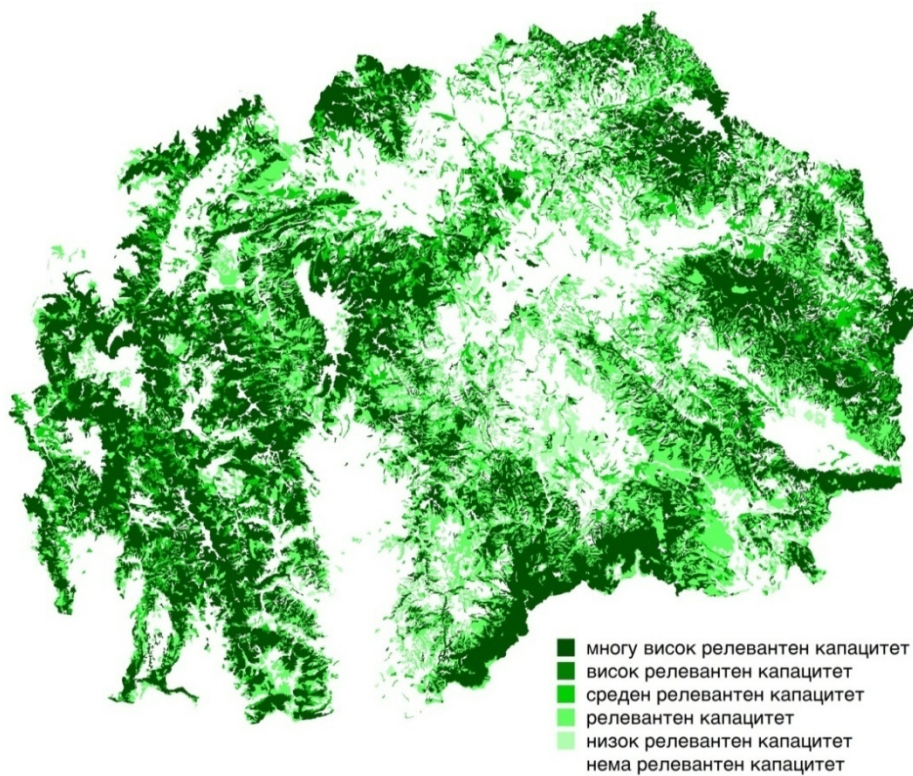 многу висок релевантен капацитет
висок релевантен капацитет
среден релевантен капацитет
релевантен капацитет
низок релевантен капацитет
нема релевантен капацитет